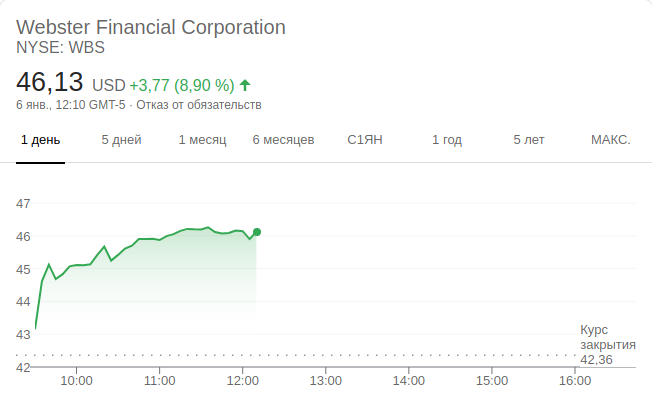 Webster Financial Corporation
NYSE: WBS
46,13 USD +3,77 (8,90 %)
6 янв., 12:10 GMT-5 · Отказ от обязательств
1 день 5 дней 1 месяц 6 месяцев С1ЯН 1 год 5 лет МАКС.
47
46
45
44
43
Курс
закрытия
42,36
42
10:00 11:00 12:00 13:00 14:00 15:00 16:00